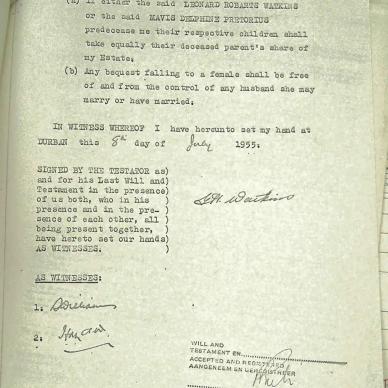 (a) If either the said LEONARD ROBARTS WATKINS
or the said MAVIS DELPHINE PRETORIUS
predecease me their respective children shall
take equally their deceased parent's share of
my Estate;
(b) Any bequest falling to a female shall be free
of and from the control of any husband she may
marry or have married;
IN WITNESS WHEREOF I have hereunto set my hand at
DURBAN this 8th day of July 1955:
SIGNED BY THE TESTATOR as)
and for his Last Will and)
Testament in the presence)
of us both, who in his )
presence and in the pre- )
sence of each other, all )
being present together, )
have hereto set our hands)
AS WITNESSES. )
Watkins
AS WITNESSES:
1: Williams
2:
WILL AND
TESTAMENT EN
ACCEPTED AND REGISTERED
AANGENEEM EN GEREGISTREER